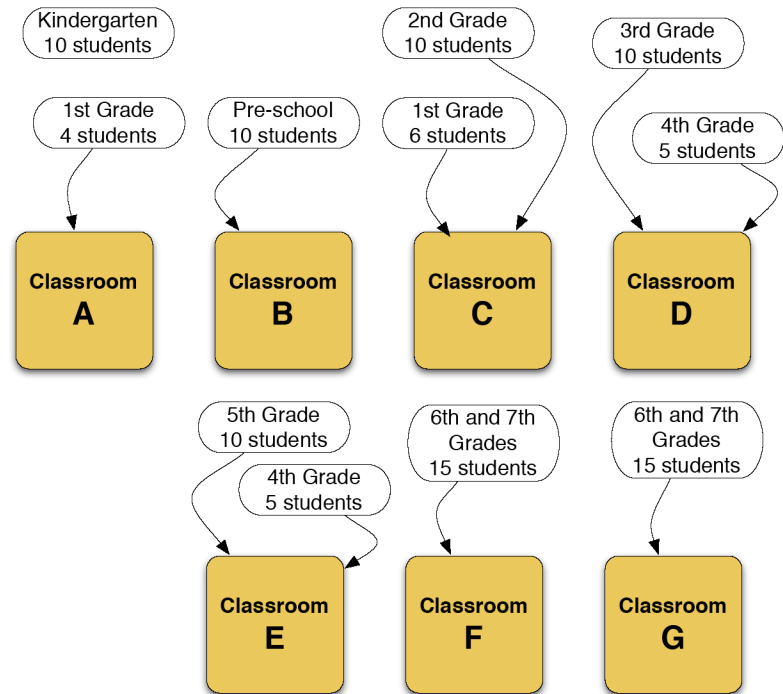 Kindergarten
10 students
2nd Grade
10 students
3rd Grade
10 students
1st Grade
4 students
Pre-school
10 students
1st Grade
6 students
4th Grade
5 students
Classroom
A
Classroom
B
Classroom
C
Classroom
D
5th Grade
10 students
4th Grade
5 students
6th and 7th
Grades
15 students
6th and 7th
Grades
15 students
Classroom
E
Classroom
F
Classroom
G